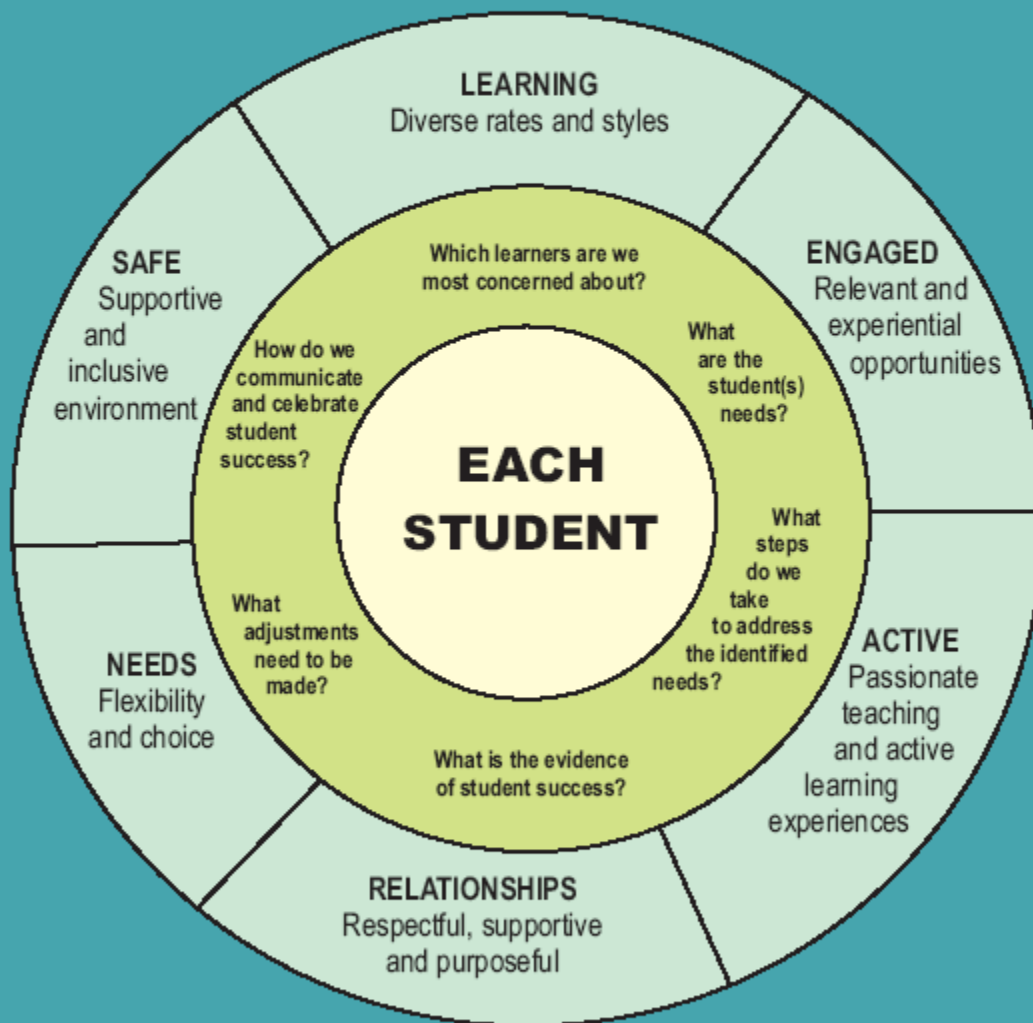 LEARNING
Diverse rates and styles
ENGAGED
Relevant and
experiential
opportunities
ACTIVE
Passionate
teaching
and active
learning
experiences
RELATIONSHIPS
Respectful, supportive
and purposeful
NEEDS
Flexibility
and choice
SAFE
Supportive
and
inclusive
environment
Which learners are we
most concerned about?
What
are the
student(s)
needs?
What
steps
do we
take
to address
the identified
needs?
What is the evidence
of student success?
What
adjustments
need to be
made?
How do we
communicate
and celebrate
student
success?
EACH
STUDENT